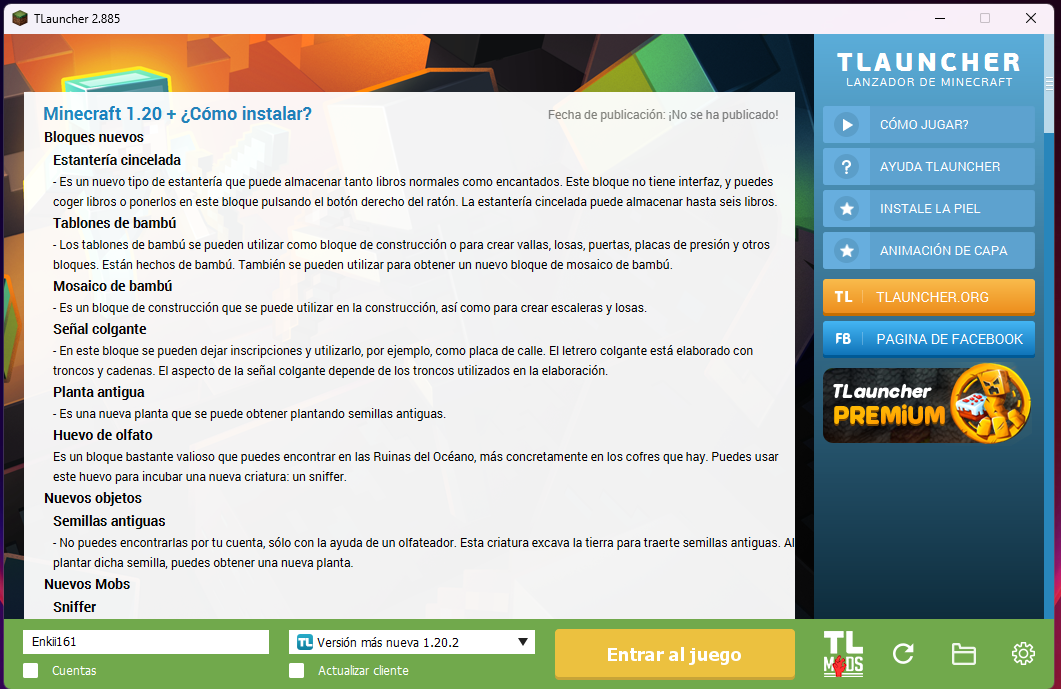 TLauncher 2.885
Minecraft 1.20 + ¿Cómo instalar?
Fecha de publicación: ¡No se ha publicado!
Bloques nuevos
Estantería cincelada
- Es un nuevo tipo de estantería que puede almacenar tanto libros normales como encantados. Este bloque no tiene interfaz, y puedes
coger libros o ponerlos en este bloque pulsando el botón derecho del ratón. La estantería cincelada puede almacenar hasta seis libros.
Tablones de bambú
- Los tablones de bambú se pueden utilizar como bloque de construcción o para crear vallas, losas, puertas, placas de presión y otros
bloques. Están hechos de bambú. También se pueden utilizar para obtener un nuevo bloque de mosaico de bambú.
Mosaico de bambú
- Es un bloque de construcción que se puede utilizar en la construcción, así como para crear escaleras y losas.
Señal colgante
- En este bloque se pueden dejar inscripciones y utilizarlo, por ejemplo, como placa de calle. El letrero colgante está elaborado con
troncos y cadenas. El aspecto de la señal colgante depende de los troncos utilizados en la elaboración.
Planta antigua
- Es una nueva planta que se puede obtener plantando semillas antiguas.
Huevo de olfato
Es un bloque bastante valioso que puedes encontrar en las Ruinas del Océano, más concretamente en los cofres que hay. Puedes usar
este huevo para incubar una nueva criatura: un sniffer.
Nuevos objetos
Semillas antiguas
- No puedes encontrarlas por tu cuenta, sólo con la ayuda de un olfateador. Esta criatura excava la tierra para traerte semillas antiguas. Al
plantar dicha semilla, puedes obtener una nueva planta.
Nuevos Mobs
Sniffer
TLAUNCHER
LANZADOR DE MINECRAFT
CÓMO JUGAR?
? AYUDA TLAUNCHER
INSTALE LA PIEL
ANIMACIÓN DE CAPA
TL TLAUNCHER.ORG
FB PAGINA DE FACEBOOK
TLauncher
PREMiUM
Enkii161
TL Versión más nueva 1.20.2
Cuentas
Actualizar cliente
Entrar al juego
TL
MODS